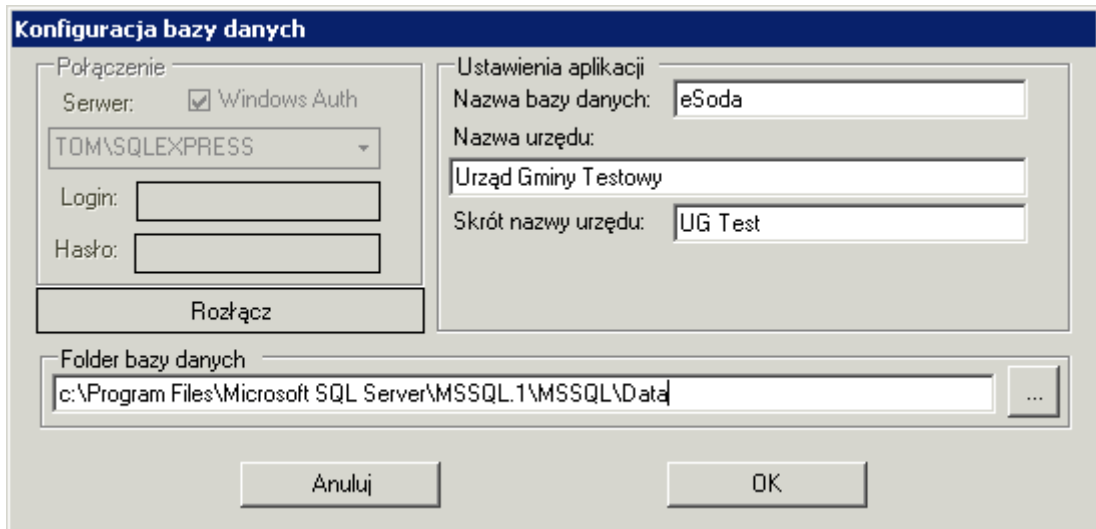 Konfiguracja bazy danych
Połączenie
Serwer: Windows Auth
TOM\SQLEXPRESS
Login:
Hasło:
Rozłącz
Ustawienia aplikacji
Nazwa bazy danych: eSoda
Nazwa urzędu:
Urząd Gminy Testowy
Skrót nazwy urzędu: UG Test
Folder bazy danych
c:\Program Files\Microsoft SQL Server\MSSQL.1\MSSQL\Data
...
Anuluj OK